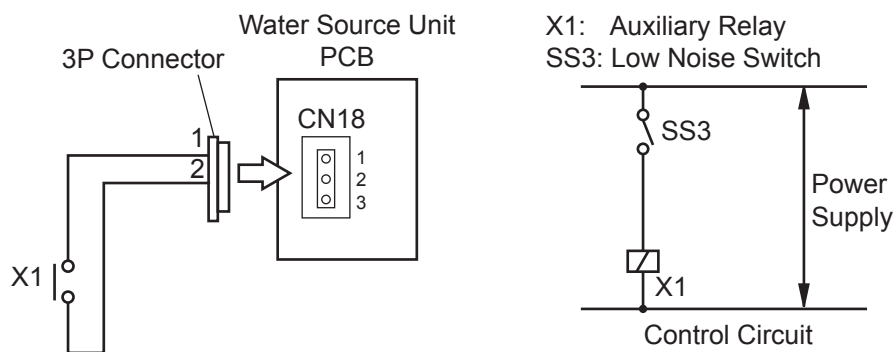 Water Source Unit
PCB
3P Connector
CN18
1
2
1
2
3
X1
X1: Auxiliary Relay
SS3: Low Noise Switch
SS3
Power
Supply
X1
Control Circuit